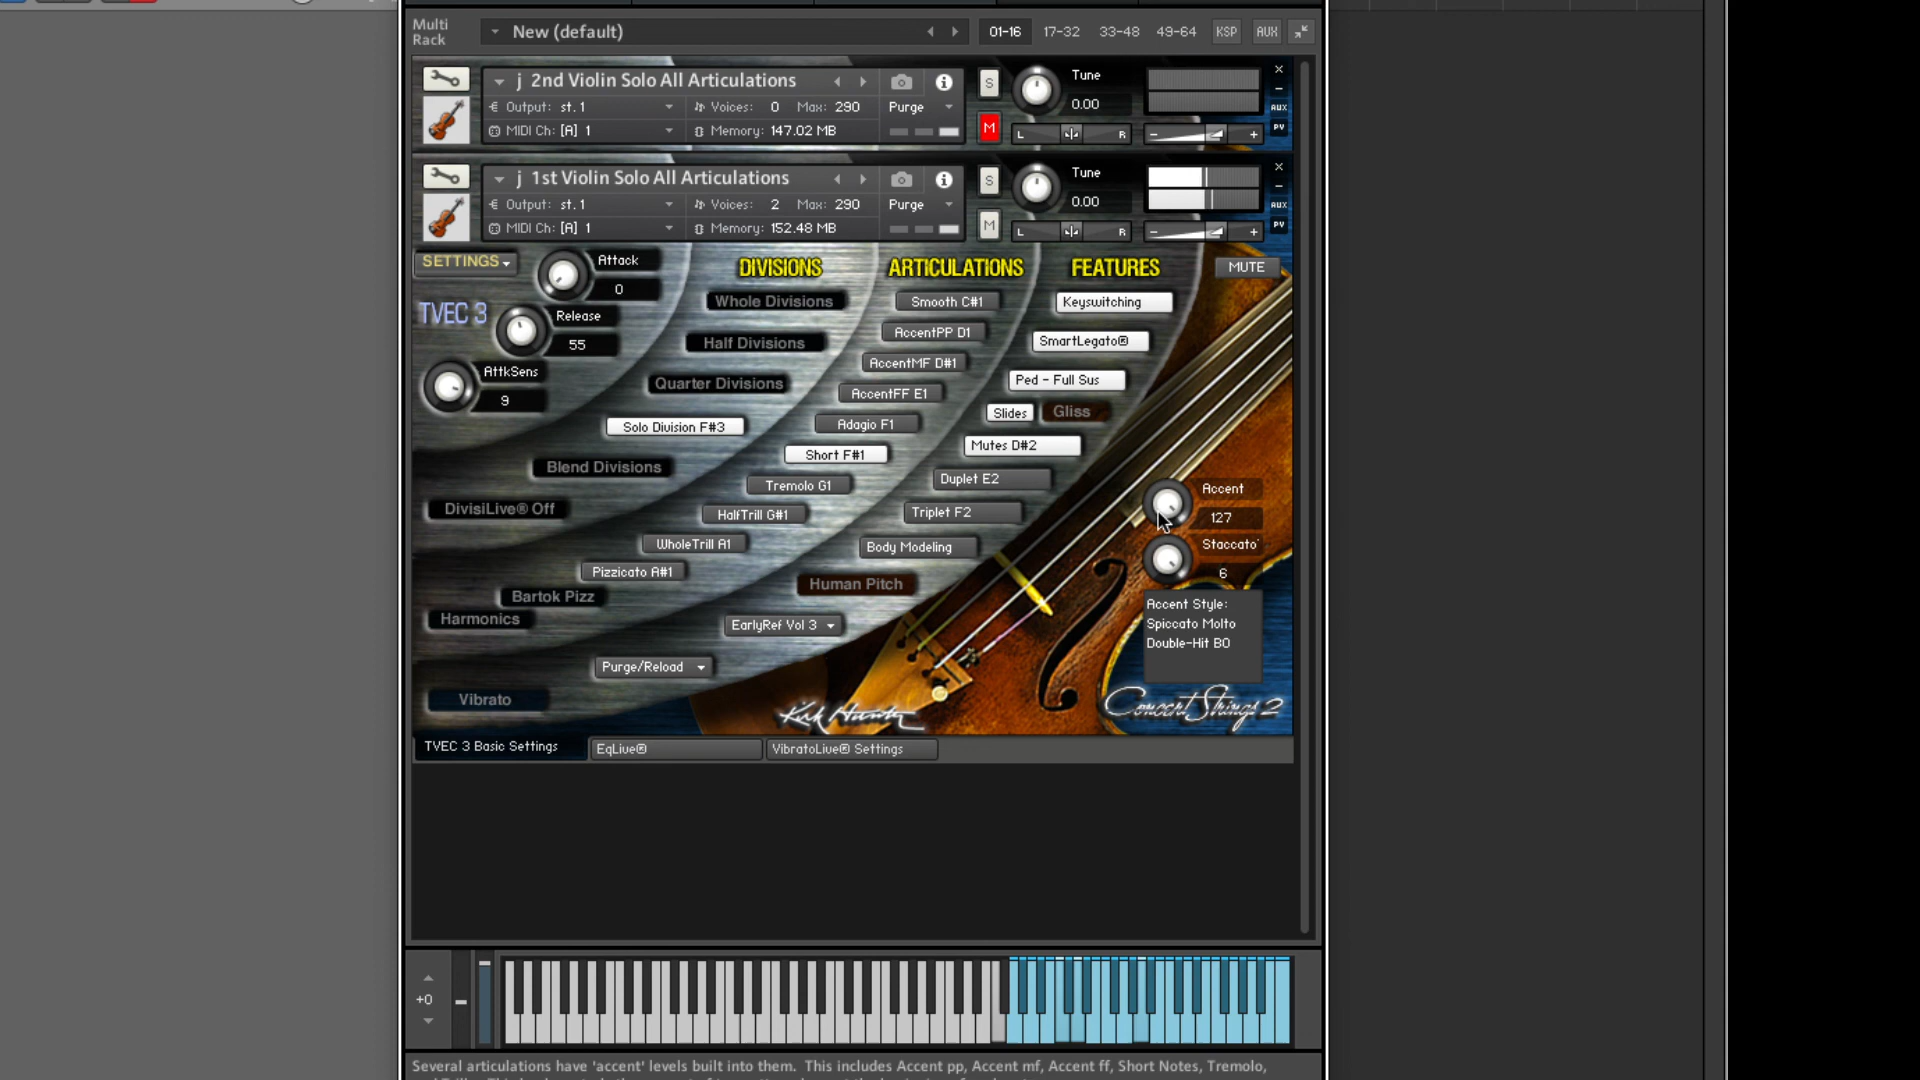 Multi
Rack
New (default)
01-16
17-32
33-48
49-64
KSP
AUX
j 2nd Violin Solo All Articulations
i
S
Tune
0.00
Output: st.1
Voices: 0 Max: 290
Purge
MIDI Ch: [A] 1
Memory: 147.02 MB
M
L
R
AUX
PV
j 1st Violin Solo All Articulations
i
S
Tune
0.00
Output: st.1
Voices: 2 Max: 290
Purge
MIDI Ch: [A] 1
Memory: 152.48 MB
M
L
R
AUX
PV
SETTINGS
TVEC 3
Attack
0
Release
55
AttkSens
9
DIVISIONS
Whole Divisions
Half Divisions
Quarter Divisions
Solo Division F#3
Blend Divisions
DivisiLive® Off
ARTICULATIONS
Smooth C#1
AccentPP D1
AccentMF D#1
AccentFF E1
Adagio F1
Short F#1
Tremolo G1
HalfTrill G#1
WholeTrill A1
Pizzicato A#1
Bartok Pizz
Harmonics
Vibrato
FEATURES
MUTE
Keyswitching
SmartLegato®
Ped - Full Sus
Slides
Gliss
Mutes D#2
Duplet E2
Triplet F2
Body Modeling
Human Pitch
EarlyRef Vol 3
Purge/Reload
Accent
127
Staccato
6
Accent Style:
Spiccato Molto
Double-Hit B0
Kirk Hunter
Concert Strings 2
TVEC 3 Basic Settings
EqLive®
VibratoLive® Settings
+0
Several articulations have 'accent' levels built into them. This includes Accent pp, Accent mf, Accent ff, Short Notes, Tremolo,